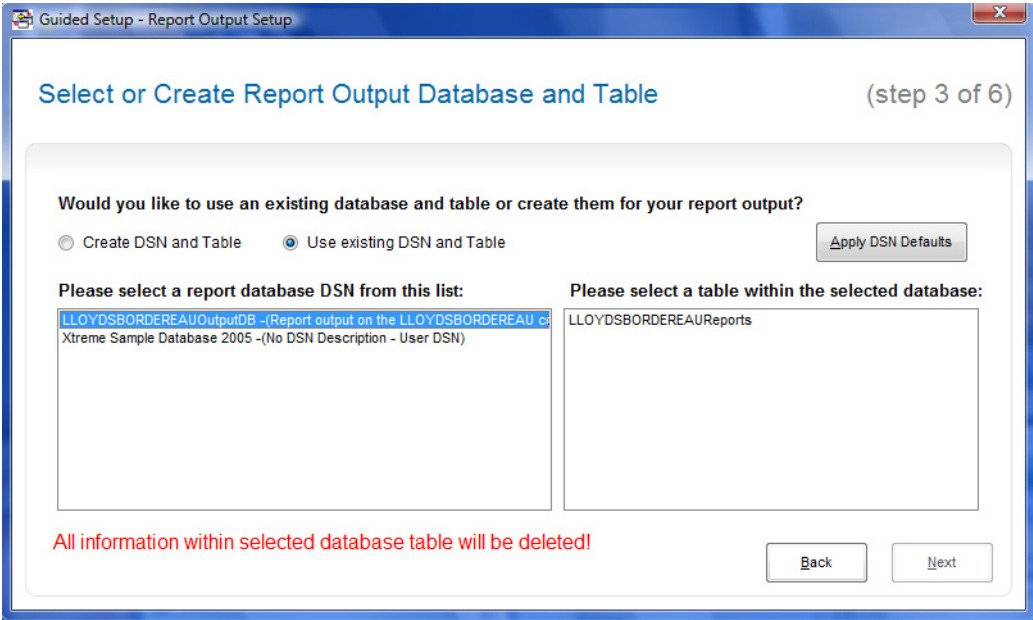 Guided Setup - Report Output Setup
Select or Create Report Output Database and Table (step 3 of 6)
Would you like to use an existing database and table or create them for your report output?
Create DSN and Table Use existing DSN and Table Apply DSN Defaults
Please select a report database DSN from this list: Please select a table within the selected database:
LLOYDSBORDEREAUOutputDB -(Report output on the LLOYDSBORDEREAU LLOYDSBORDEREAUReports
Xtreme Sample Database 2005 -(No DSN Description - User DSN)
All information within selected database table will be deleted!
Back Next